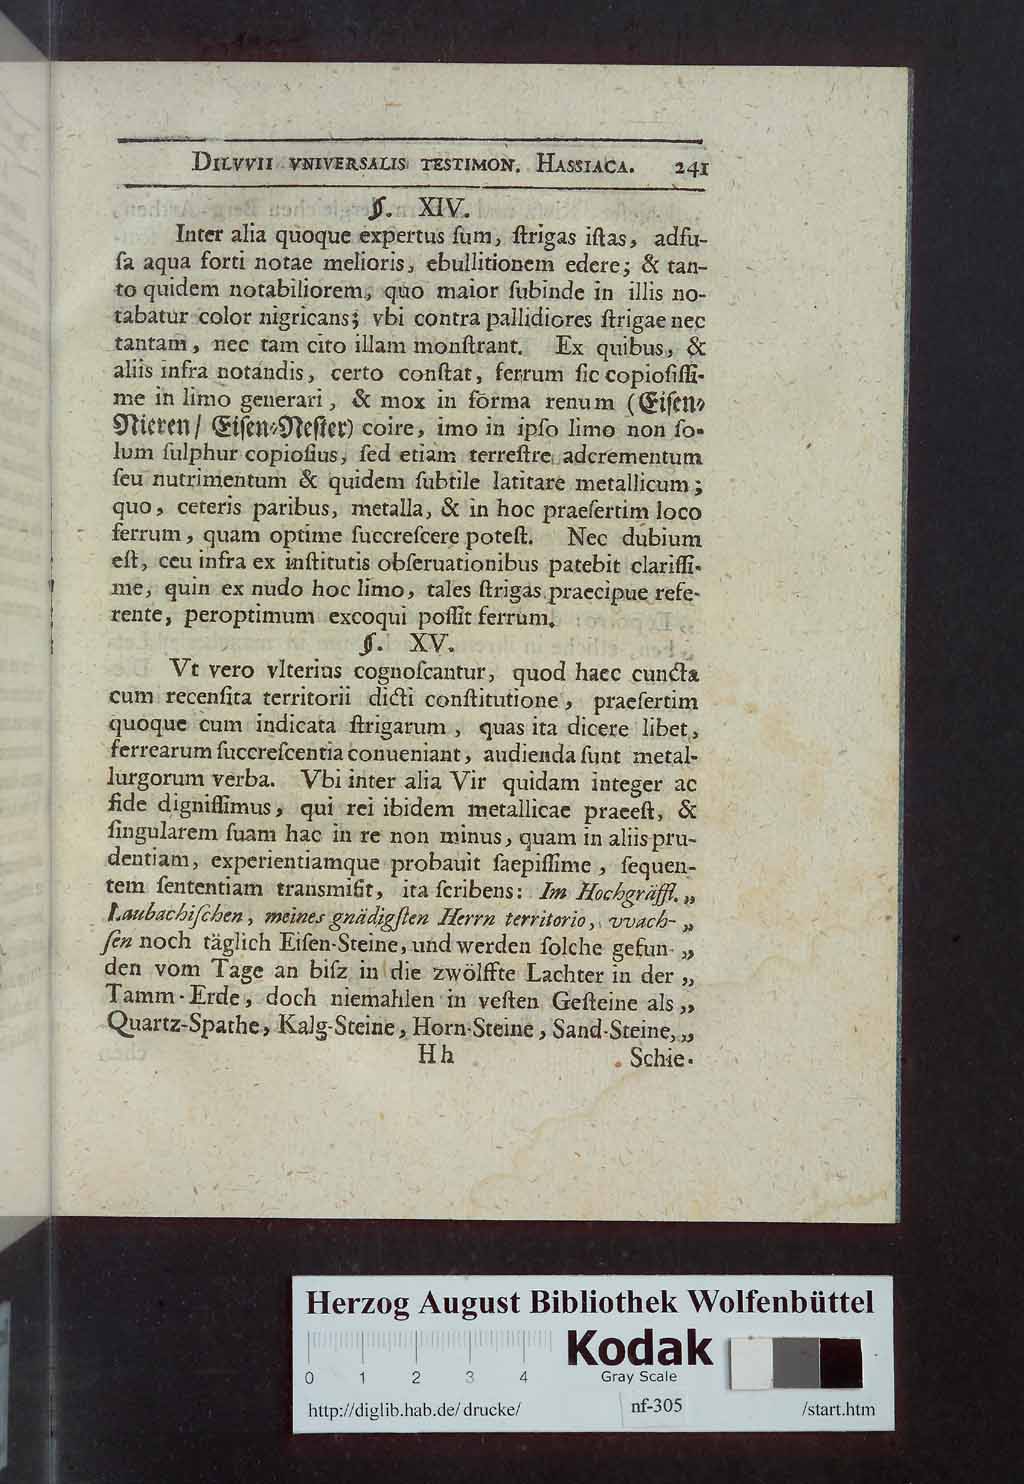 DILVVII VNIVERSALIS TESTIMON. HASSIACA. 241
§. XIV.
Inter alia quoque expertus ſum, ſtrigas iſtas, adfu-
ſa aqua forti notae melioris, ebullitionem edere; & tan-
to quidem notabiliorem, quo maior ſubinde in illis no-
tabatur color nigricans; vbi contra pallidiores ſtrigae nec
tantam, nec tam cito illam monſtrant. Ex quibus, &
aliis infra notandis, certo conſtat, ferrum ſic copioſiſſi-
me in limo generari, & mox in forma renum (Eiſen-
Nieren/ Eiſen-Neſter) coire, imo in ipſo limo non ſo-
lum ſulphur copioſius, ſed etiam terreſtre adcrementum
ſeu nutrimentum & quidem ſubtile latitare metallicum;
quo, ceteris paribus, metalla, & in hoc praeſertim loco
ferrum, quam optime ſuccreſcere poteſt. Nec dubium
eſt, ceu infra ex inſtitutis obſeruationibus patebit clariſſi-
me, quin ex nudo hoc limo, tales ſtrigas praecipue refe-
rente, peroptimum excoqui poſſit ferrum.
§. XV.
Vt vero vlterius cognoſcantur, quod haec cuncta
cum recenſita territorii dicti conſtitutione, praeſertim
quoque cum indicata ſtrigarum, quas ita dicere libet,
ferrearum ſuccreſcentia conueniant, audienda ſunt metal-
lurgorum verba. Vbi inter alia Vir quidam integer ac
fide digniſſimus, qui rei ibidem metallicae praeeſt, &
ſingularem ſuam hac in re non minus, quam in aliis pru-
dentiam, experientiamque probauit ſaepiſſime, ſequen-
tem ſententiam transmiſit, ita ſcribens: Im Hochgräffl. „
Laubachiſchen, meines gnädigſten Herrn territorio, vvach- „
ſen noch täglich Eiſen-Steine, und werden ſolche gefun- „
den vom Tage an biſz in die zwölffte Lachter in der „
Tamm-Erde, doch niemahlen in veſten Geſteine als „
Quartz-Spathe, Kalg-Steine, Horn-Steine, Sand-Steine, „
Hh Schie-
Herzog August Bibliothek Wolfenbüttel
Kodak
Gray Scale
0 1 2 3 4
http://diglib.hab.de/drucke/ nf-305 /start.htm